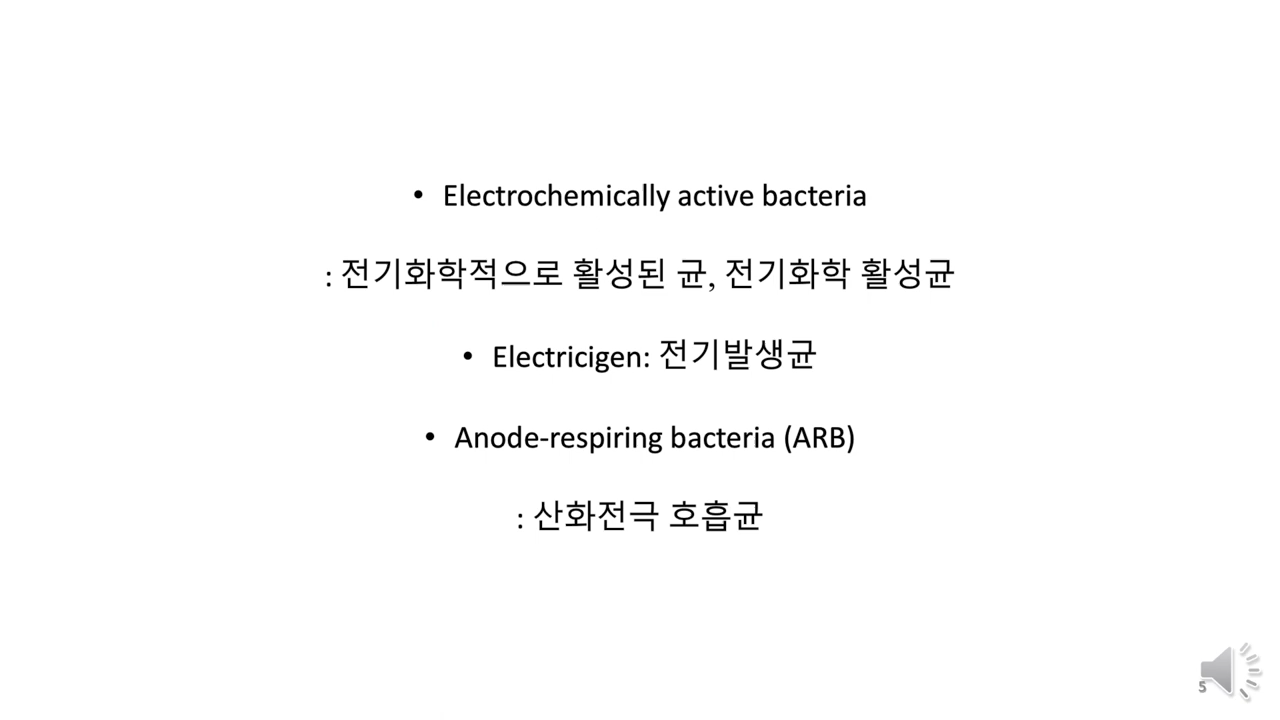 • Electrochemically active bacteria
: 전기화학적으로 활성된 균, 전기화학 활성균
• Electricigen: 전기발생균
• Anode-respiring bacteria (ARB)
: 산화전극 호흡균
5